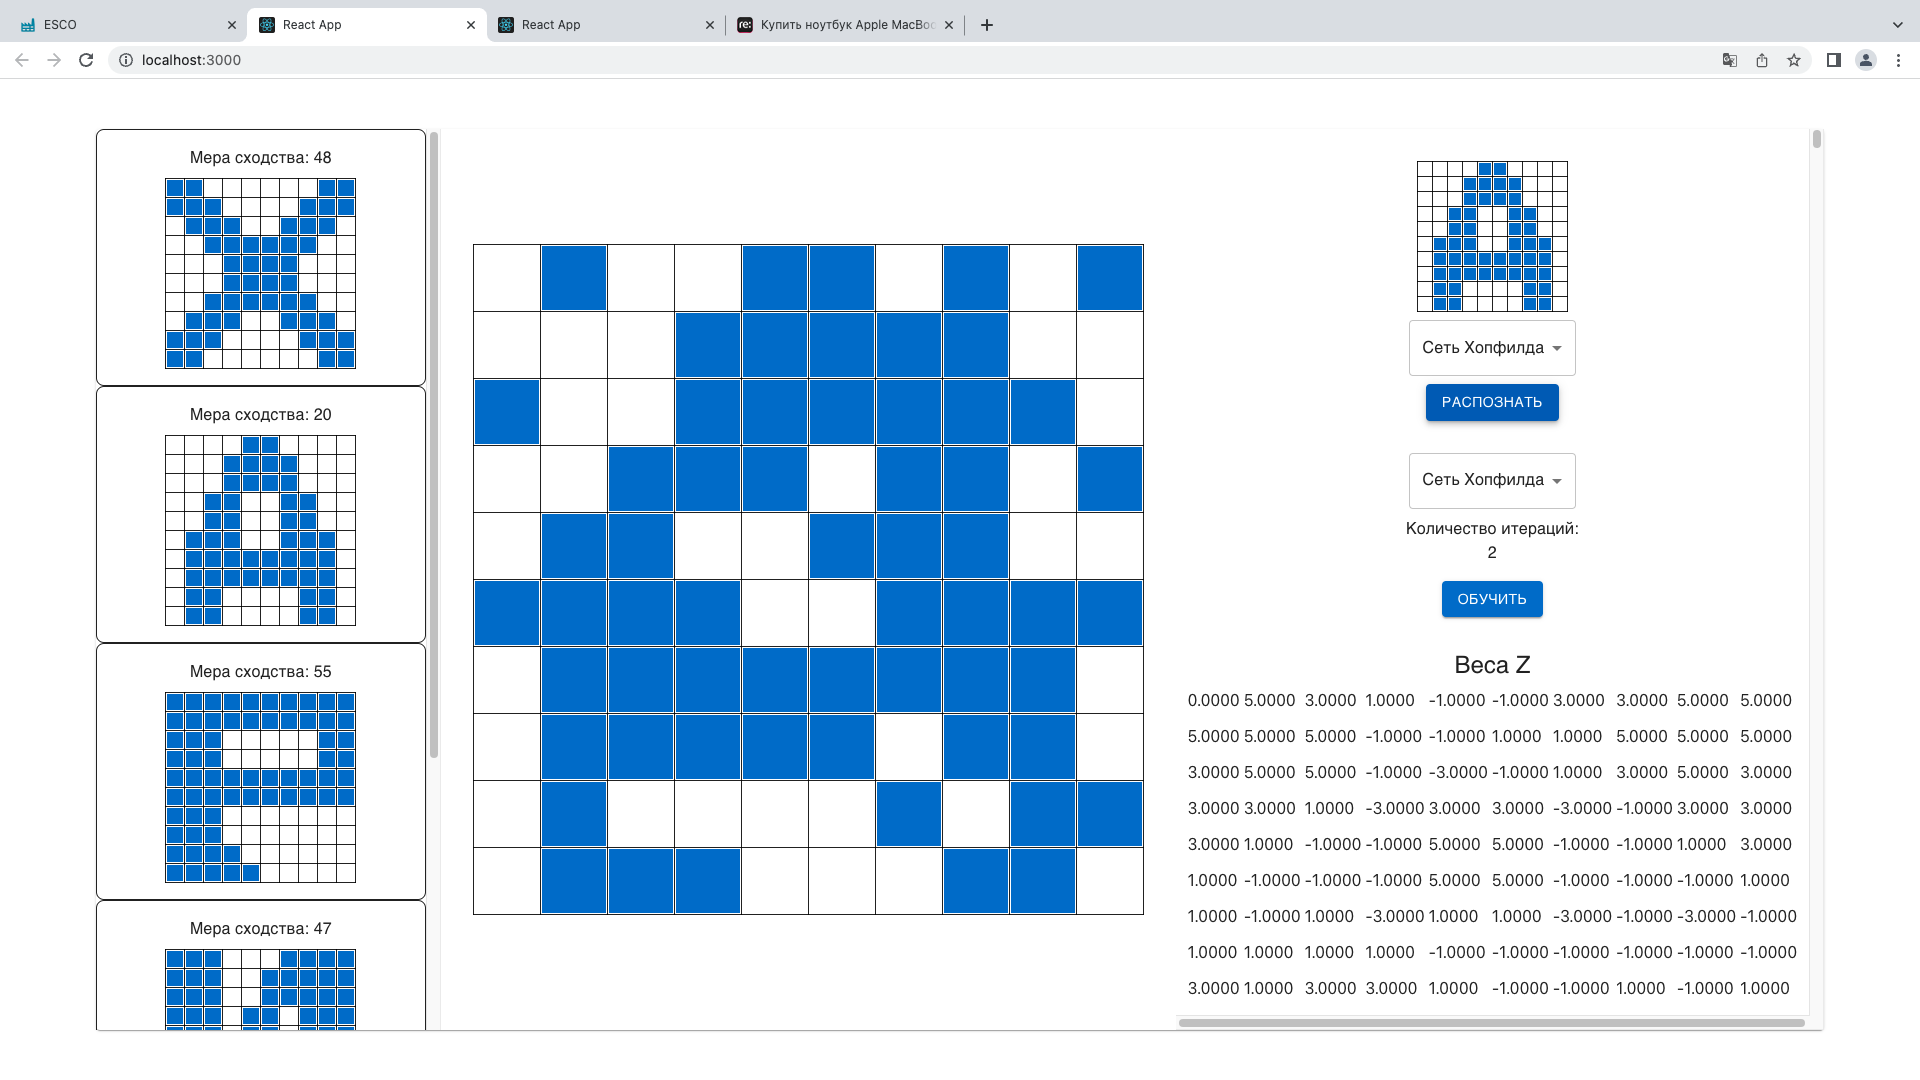 ESCO
React App
React App
re: Купить ноутбук Apple MacBoo
localhost:3000
Мера сходства: 48
Мера сходства: 20
Мера сходства: 55
Мера сходства: 47
Сеть Хопфилда
РАСПОЗНАТЬ
Сеть Хопфилда
Количество итераций:
2
ОБУЧИТЬ
Веса Z
0.0000 5.0000 3.0000 1.0000 -1.0000 -1.0000 3.0000 3.0000 5.0000 5.0000
5.0000 5.0000 5.0000 -1.0000 -1.0000 1.0000 1.0000 5.0000 5.0000 5.0000
3.0000 5.0000 5.0000 -1.0000 -3.0000 -1.0000 1.0000 3.0000 5.0000 3.0000
3.0000 3.0000 1.0000 -3.0000 3.0000 3.0000 -3.0000 -1.0000 3.0000 3.0000
3.0000 1.0000 -1.0000 -1.0000 5.0000 5.0000 -1.0000 -1.0000 1.0000 3.0000
1.0000 -1.0000 -1.0000 -1.0000 5.0000 5.0000 -1.0000 -1.0000 -1.0000 1.0000
1.0000 -1.0000 1.0000 -3.0000 1.0000 1.0000 -3.0000 -1.0000 -3.0000 -1.0000
1.0000 1.0000 1.0000 1.0000 -1.0000 -1.0000 -1.0000 -1.0000 -1.0000 -1.0000
3.0000 1.0000 3.0000 3.0000 1.0000 -1.0000 -1.0000 1.0000 -1.0000 1.0000